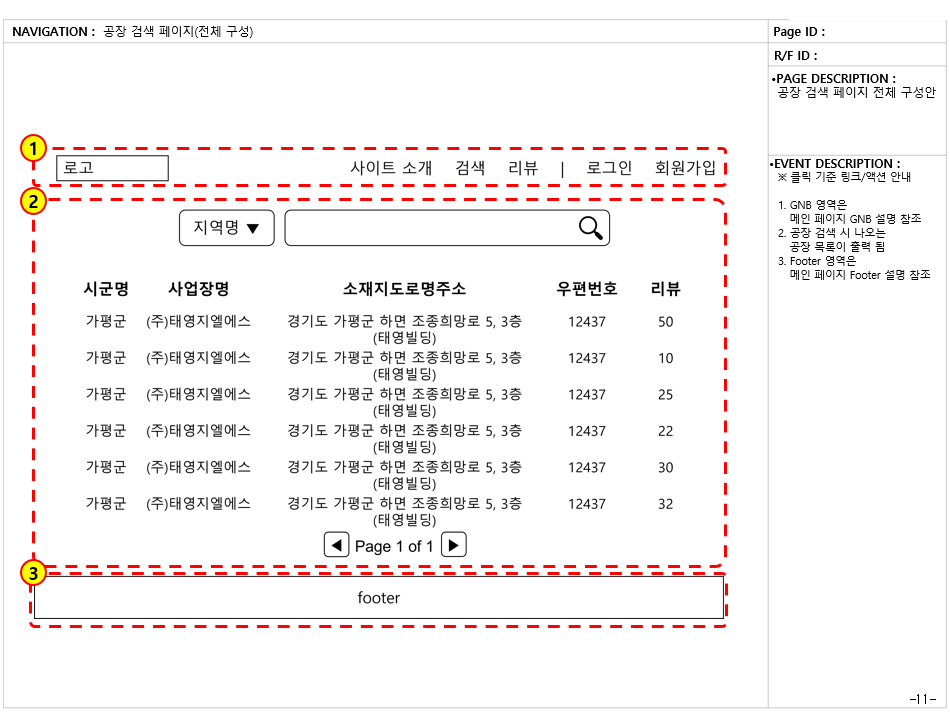 NAVIGATION : 공장 검색 페이지(전체 구성)
Page ID :
R/F ID :
•PAGE DESCRIPTION :
공장 검색 페이지 전체 구성안
1
로고
사이트 소개 검색 리뷰 | 로그인 회원가입
2
지역명 ▼
시군명 사업장명 소재지도로명주소 우편번호 리뷰
가평군 (주)태영지엘에스 경기도 가평군 하면 조종희망로 5, 3층 12437 50
(태영빌딩)
가평군 (주)태영지엘에스 경기도 가평군 하면 조종희망로 5, 3층 12437 10
(태영빌딩)
가평군 (주)태영지엘에스 경기도 가평군 하면 조종희망로 5, 3층 12437 25
(태영빌딩)
가평군 (주)태영지엘에스 경기도 가평군 하면 조종희망로 5, 3층 12437 22
(태영빌딩)
가평군 (주)태영지엘에스 경기도 가평군 하면 조종희망로 5, 3층 12437 30
(태영빌딩)
가평군 (주)태영지엘에스 경기도 가평군 하면 조종희망로 5, 3층 12437 32
(태영빌딩)
◀ Page 1 of 1 ▶
3
footer
•EVENT DESCRIPTION :
※ 클릭 기준 링크/액션 안내
1. GNB 영역은
메인 페이지 GNB 설명 참조
2. 공장 검색 시 나오는
공장 목록이 출력 됨
3. Footer 영역은
메인 페이지 Footer 설명 참조
-11-